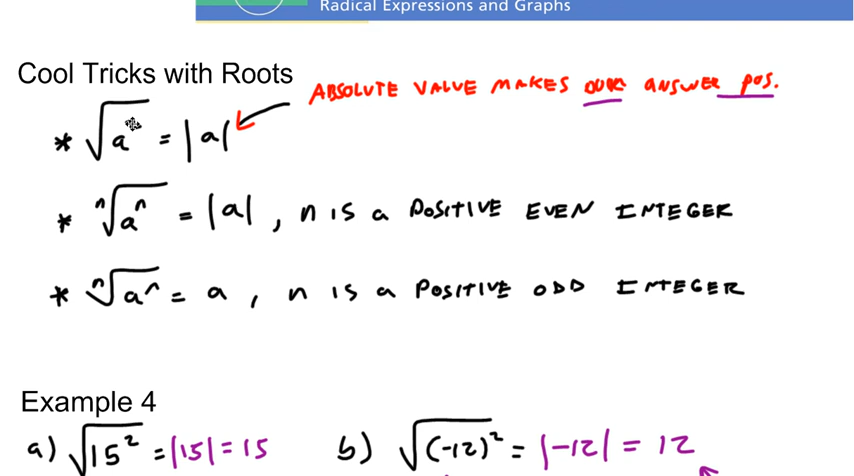 Radical Expressions and Graphs
Cool Tricks with Roots
ABSOLUTE VALUE MAKES OUR ANSWER POS.
* √a = |a|
* ⁿ√aⁿ = |a| , n IS A POSITIVE EVEN INTEGER
* ⁿ√aⁿ = a , n IS A POSITIVE ODD INTEGER
Example 4
a) √15² = |15| = 15 b) √(-12)² = |-12| = 12